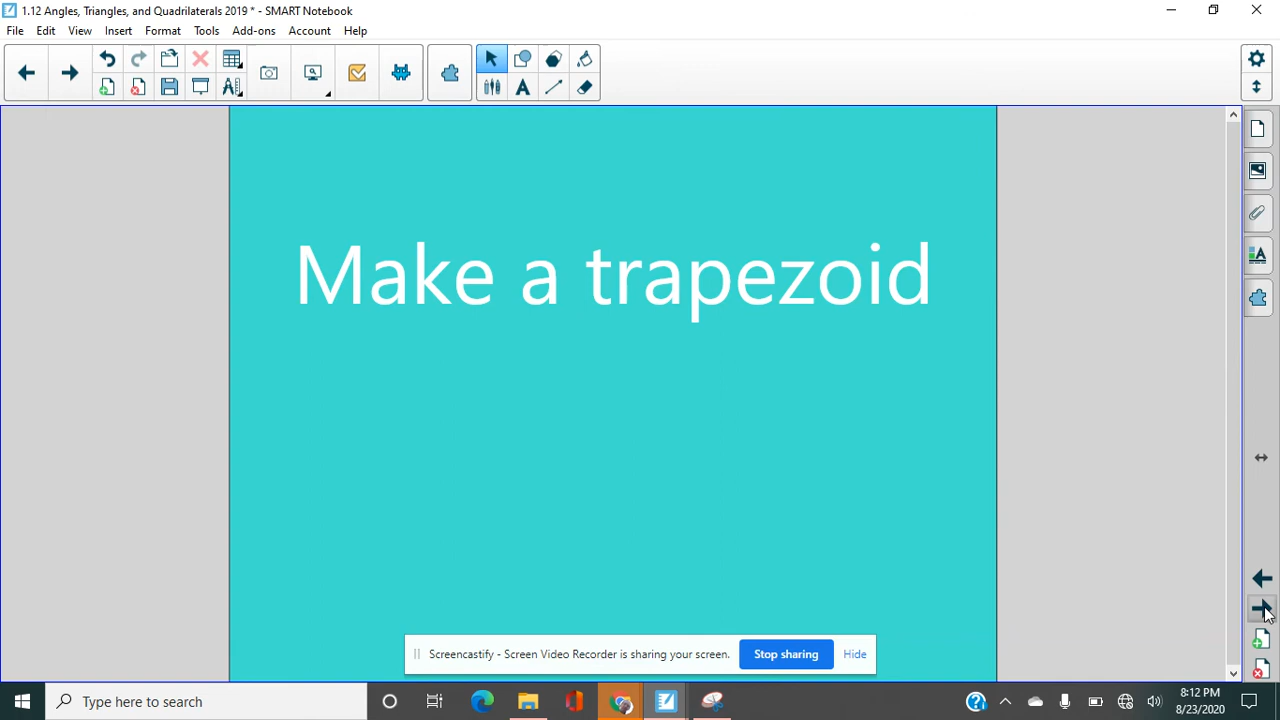 1.12 Angles, Triangles, and Quadrilaterals 2019 * - SMART Notebook
File Edit View Insert Format Tools Add-ons Account Help
Make a trapezoid
Screencastify - Screen Video Recorder is sharing your screen. Stop sharing Hide
Type here to search
8:12 PM
8/23/2020